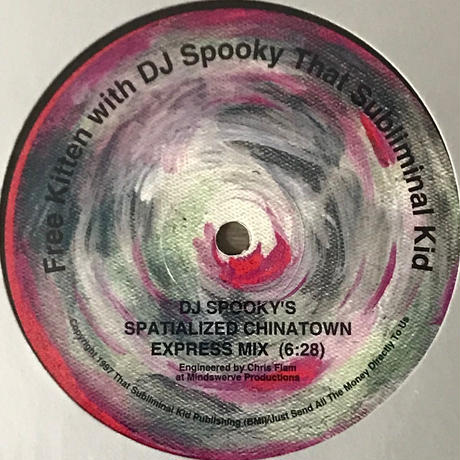 Free Kitten with DJ Spooky That Subliminal Kid
DJ SPOOKY'S
SPATIALIZED CHINATOWN
EXPRESS MIX (6:28)
Engineered by Chris Flam
at Mindswerve Productions
Copyright 1997 That Subliminal Kid Publishing (BMI)/Just Send All The Money Directly To Us